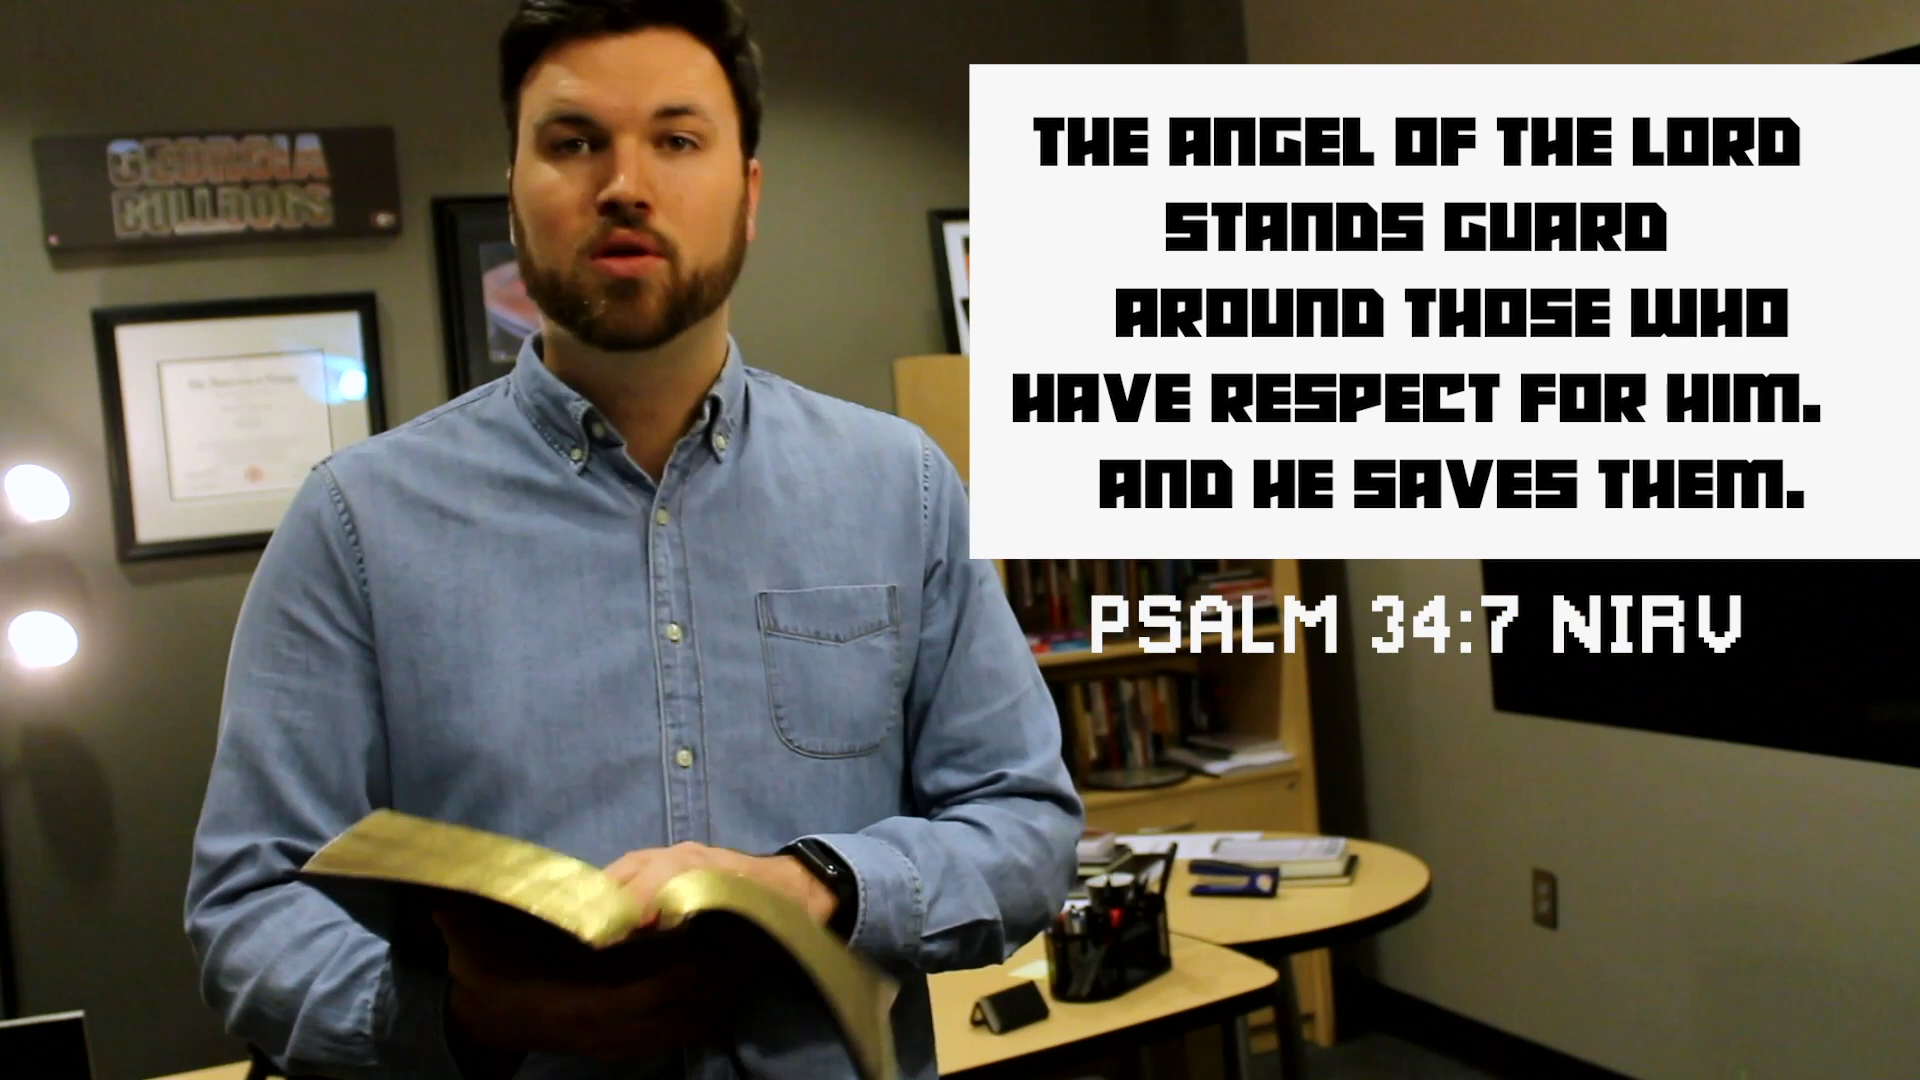 GEORGIA
BULLDOGS
THE ANGEL OF THE LORD
STANDS GUARD
AROUND THOSE WHO
HAVE RESPECT FOR HIM.
AND HE SAVES THEM.
PSALM 34:7 NIRV